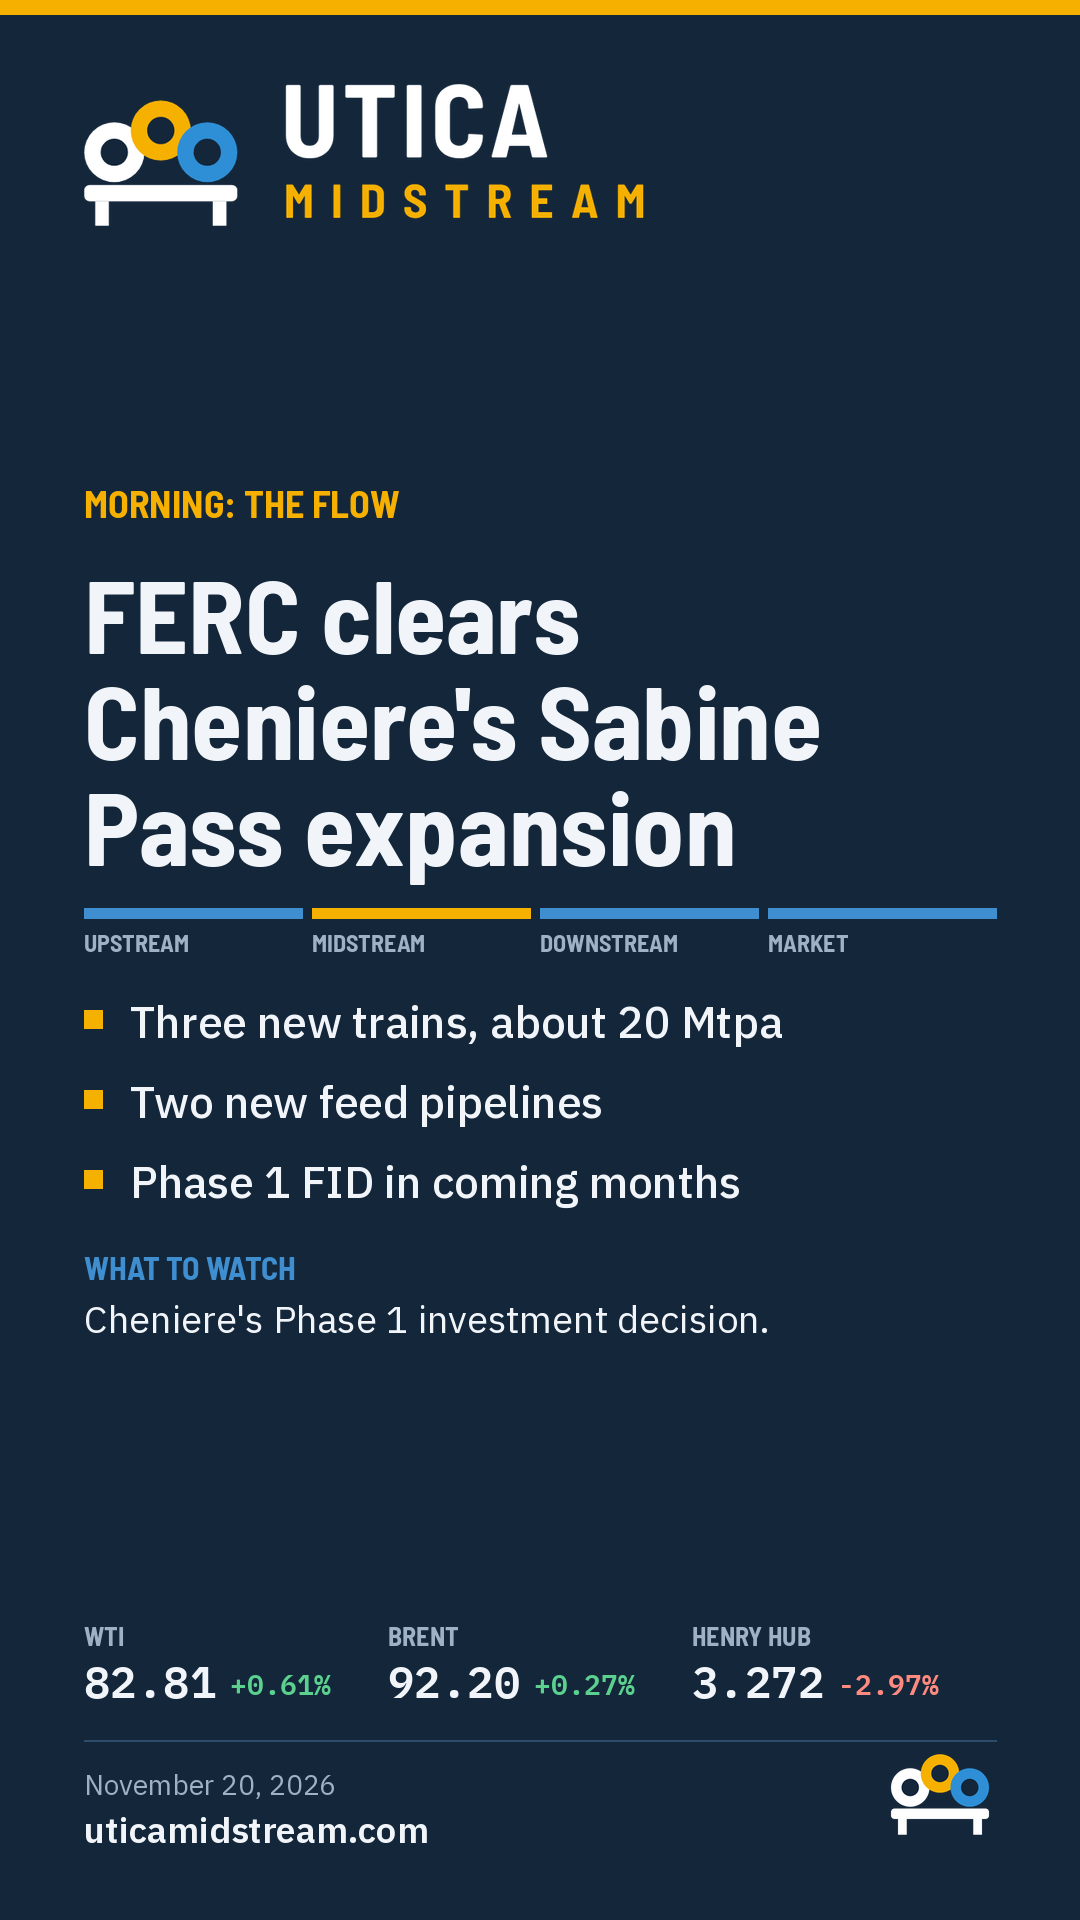 UTICA
MIDSTREAM
MORNING: THE FLOW
FERC clears
Cheniere's Sabine
Pass expansion
UPSTREAM MIDSTREAM DOWNSTREAM MARKET
Three new trains, about 20 Mtpa
Two new feed pipelines
Phase 1 FID in coming months
WHAT TO WATCH
Cheniere's Phase 1 investment decision.
WTI BRENT HENRY HUB
82.81 +0.61% 92.20 +0.27% 3.272 -2.97%
November 20, 2026
uticamidstream.com